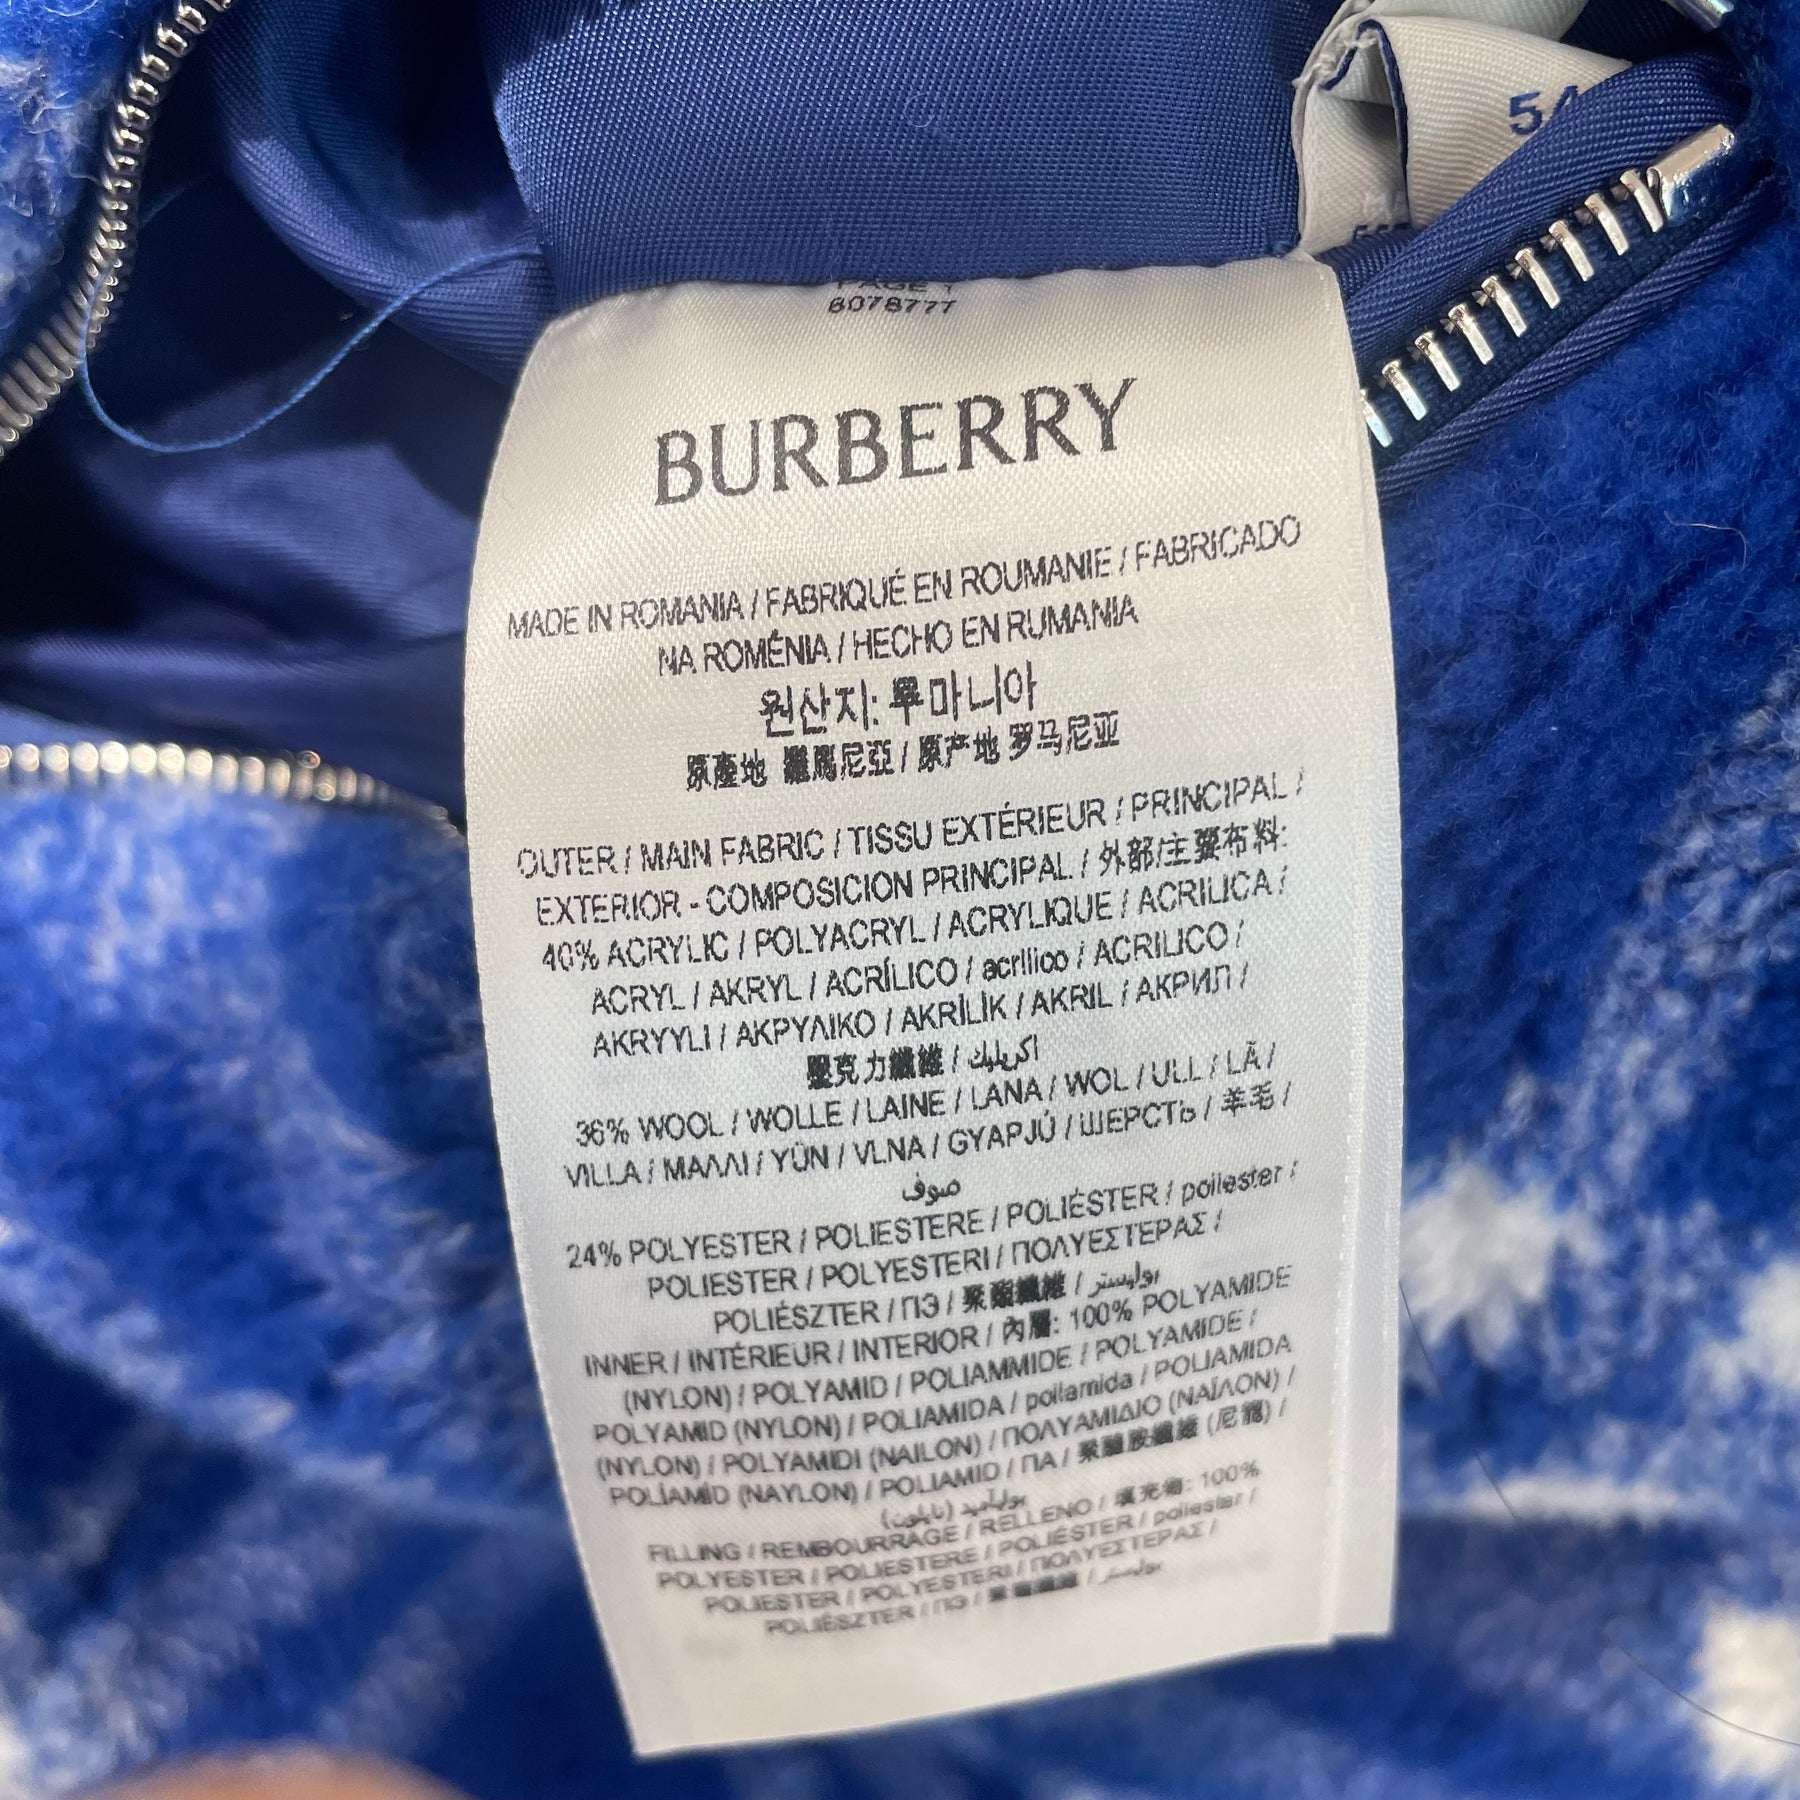 54
PAGE 1
8078777
BURBERRY
MADE IN ROMANIA / FABRIQUÉ EN ROUMANIE / FABRICADO
NA ROMÉNIA / HECHO EN RUMANIA
원산지: 루마니아
原產地 羅馬尼亞 / 原产地 罗马尼亚
OUTER / MAIN FABRIC / TISSU EXTÉRIEUR / PRINCIPAL /
EXTERIOR - COMPOSICION PRINCIPAL / 外部/主要布料:
40% ACRYLIC / POLYACRYL / ACRYLIQUE / ACRILICA /
ACRYL / AKRYL / ACRÍLICO / acrílico / ACRILICO /
AKRYYLI / ΑΚΡΥΛΙΚΟ / AKRİLİK / AKRIL / АКРИЛ /
壓克力纖維 / اكريليك
36% WOOL / WOLLE / LAINE / LANA / WOL / ULL / LÃ /
VILLA / ΜΑΛΛΙ / YÜN / VLNA / GYAPJÚ / ШЕРСТЬ / 羊毛 /
صوف
24% POLYESTER / POLIESTERE / POLIÉSTER / poliester /
POLIESTER / POLYESTERI / ΠΟΛΥΕΣΤΕΡΑΣ /
POLIÉSZTER / ПЭ / 聚酯纖維 / بوليستر
INNER / INTÉRIEUR / INTERIOR / 內層: 100% POLYAMIDE
(NYLON) / POLYAMID / POLIAMMIDE / POLYAMIDE /
POLYAMID (NYLON) / POLIAMIDA / poliamida / POLIAMIDA
(NYLON) / POLYAMIDI (NAILON) / ΠΟΛΥΑΜΙΔΙΟ (ΝΑΪΛΟΝ) /
POLİAMİD (NAYLON) / POLIAMID / ПА / 聚醯胺纖維 (尼龍) /
بولياميد (نايلون)
FILLING / REMBOURRAGE / RELLENO / 填充物: 100%
POLYESTER / POLIESTERE / POLIÉSTER / poliester /
POLIESTER / POLYESTERI / ΠΟΛΥΕΣΤΕΡΑΣ /
POLIÉSZTER / ПЭ / 聚酯纖維 / بوليستر